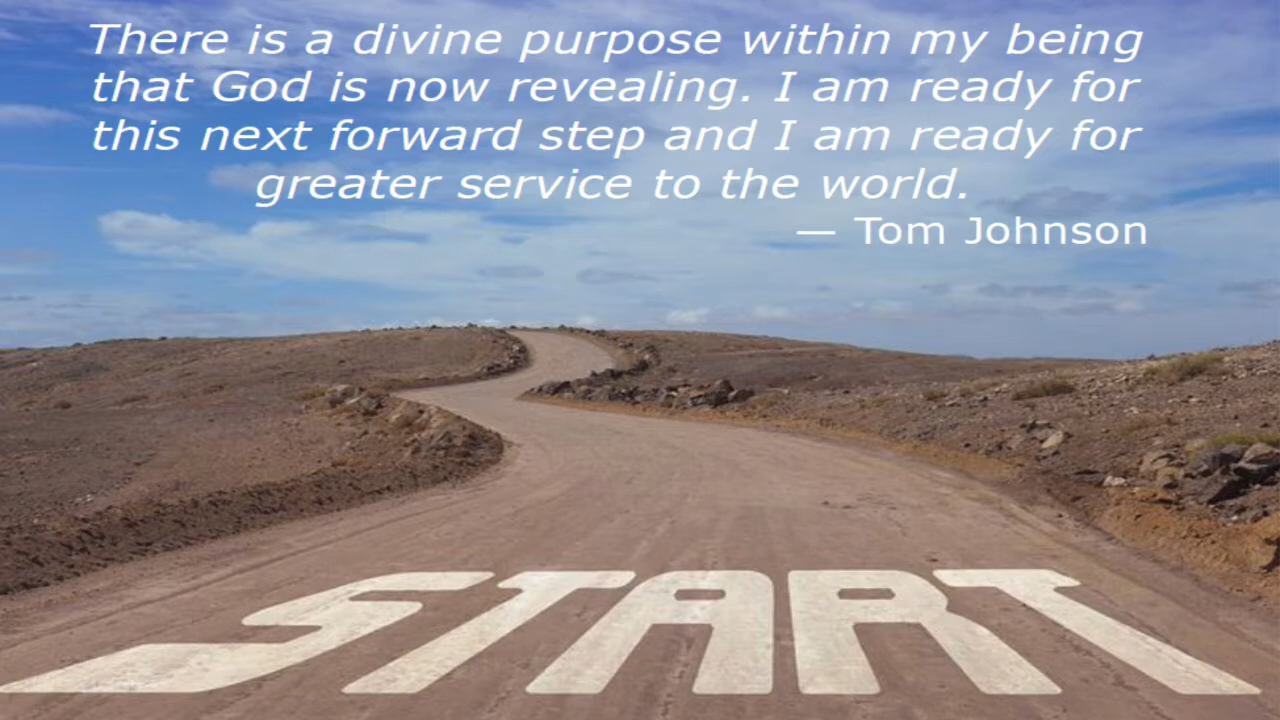 There is a divine purpose within my being
that God is now revealing. I am ready for
this next forward step and I am ready for
greater service to the world.
— Tom Johnson
START